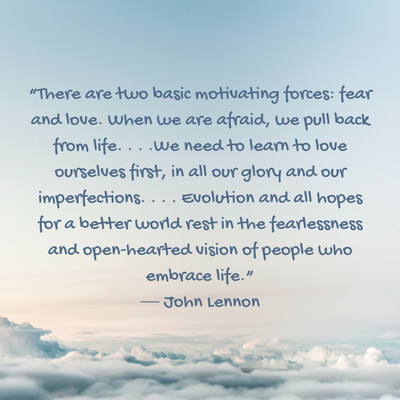 “There are two basic motivating forces: fear
and love. When we are afraid, we pull back
from life. . . .We need to learn to love
ourselves first, in all our glory and our
imperfections. . . . Evolution and all hopes
for a better world rest in the fearlessness
and open-hearted vision of people who
embrace life.”
— John Lennon